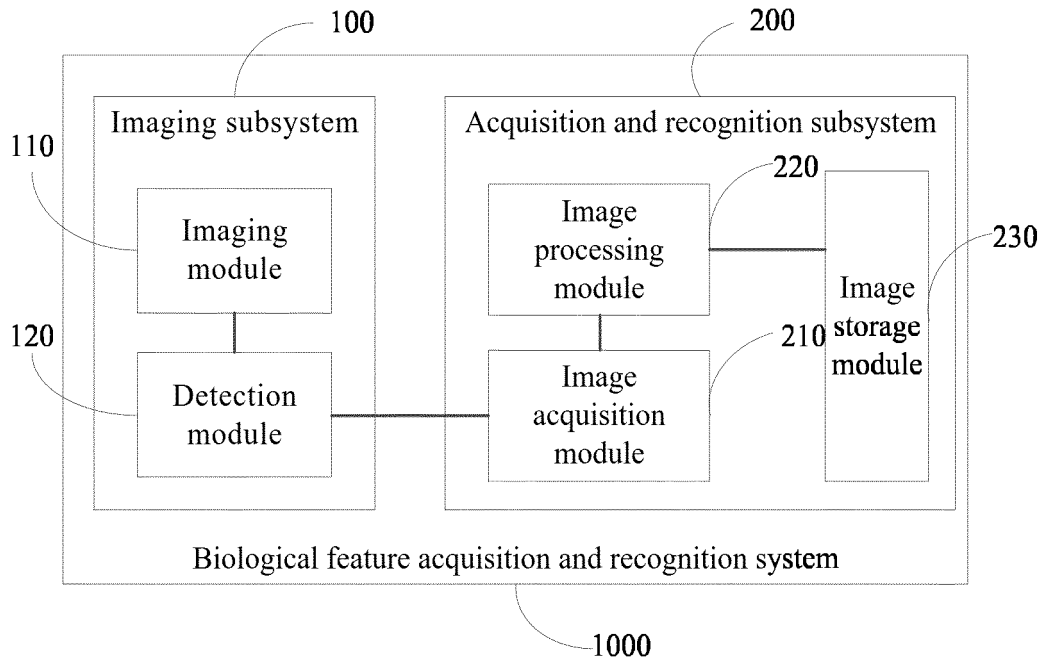 100
200
Imaging subsystem
Acquisition and recognition subsystem
110
220
Imaging
module
Image
processing
module
230
Image
storage
module
120
210
Detection
module
Image
acquisition
module
Biological feature acquisition and recognition system
1000